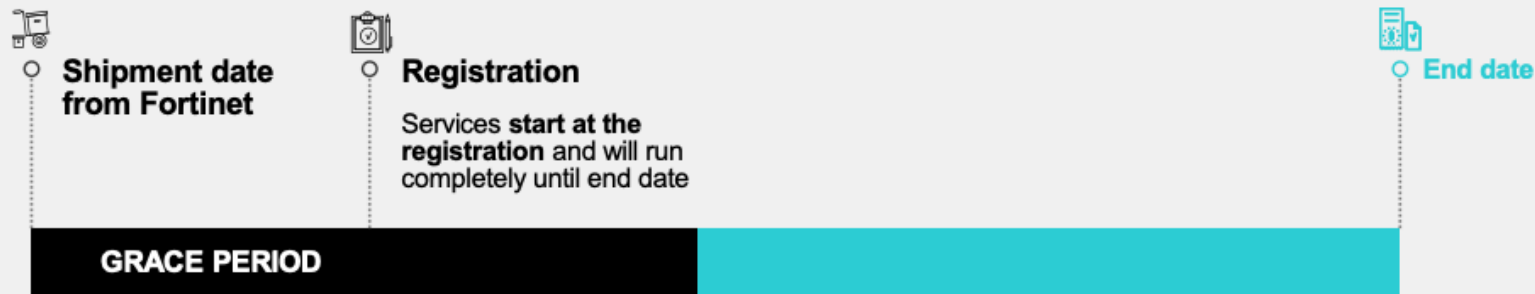 Shipment date
from Fortinet
Registration
Services start at the
registration and will run
completely until end date
End date
GRACE PERIOD